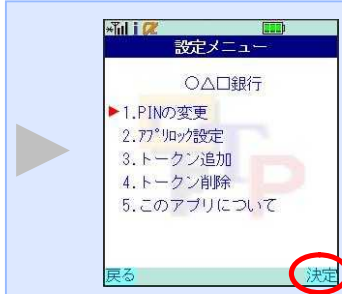 設定メニュー
○△□銀行
1.PINの変更
2.ｱﾌﾟﾘﾛｯｸ設定
3.トークン追加
4.トークン削除
5.このアプリについて
戻る 決定